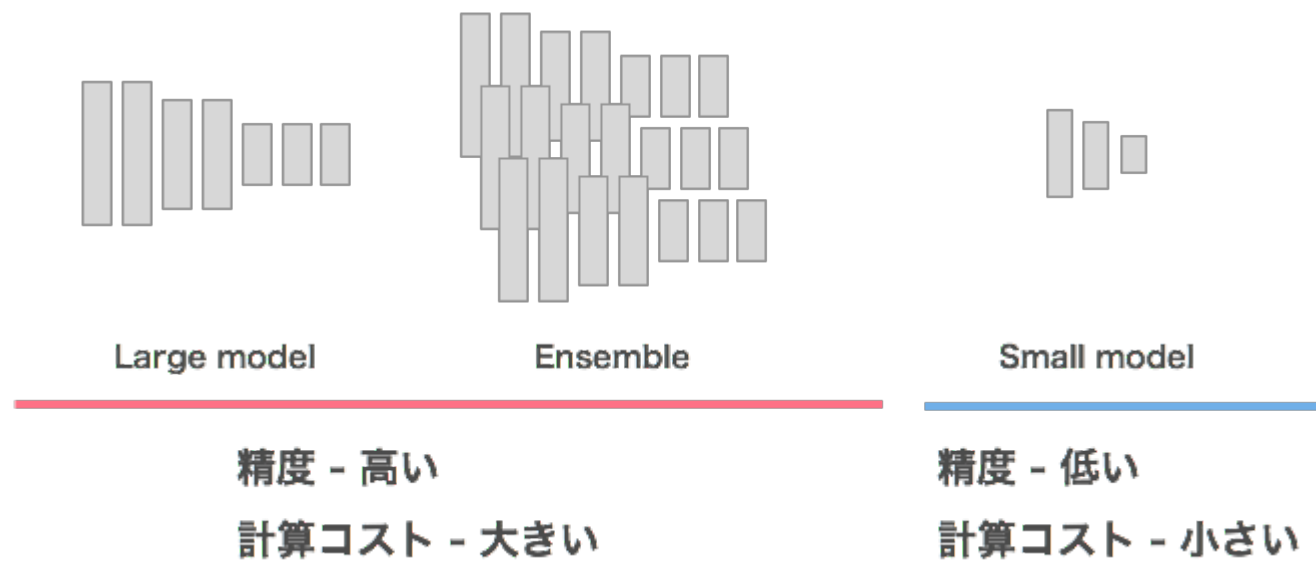 Large model
Ensemble
Small model
精度 - 高い
計算コスト - 大きい
精度 - 低い
計算コスト - 小さい